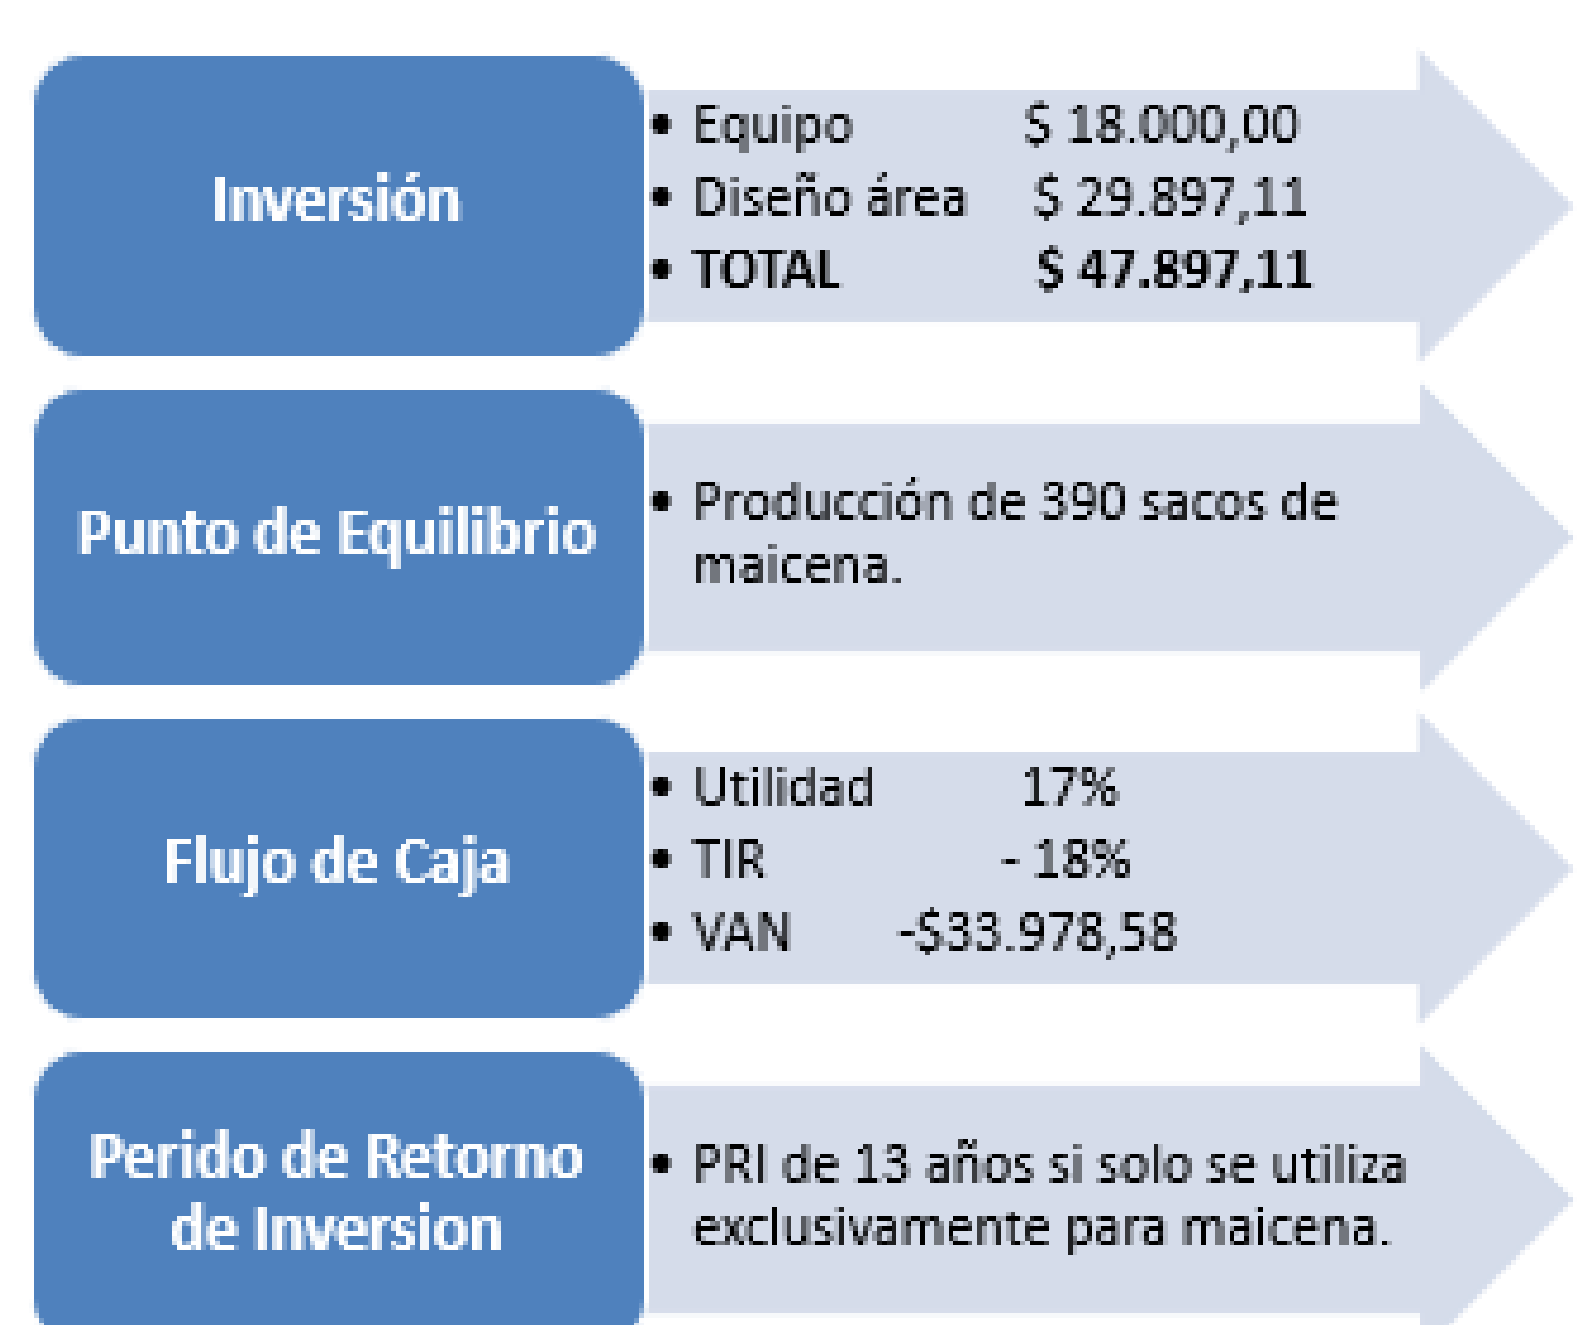 Inversión
• Equipo $ 18.000,00
• Diseño área $ 29.897,11
• TOTAL $ 47.897,11
Punto de Equilibrio
• Producción de 390 sacos de
maicena.
Flujo de Caja
• Utilidad 17%
• TIR - 18%
• VAN -$33.978,58
Perido de Retorno
de Inversion
• PRI de 13 años si solo se utiliza
exclusivamente para maicena.